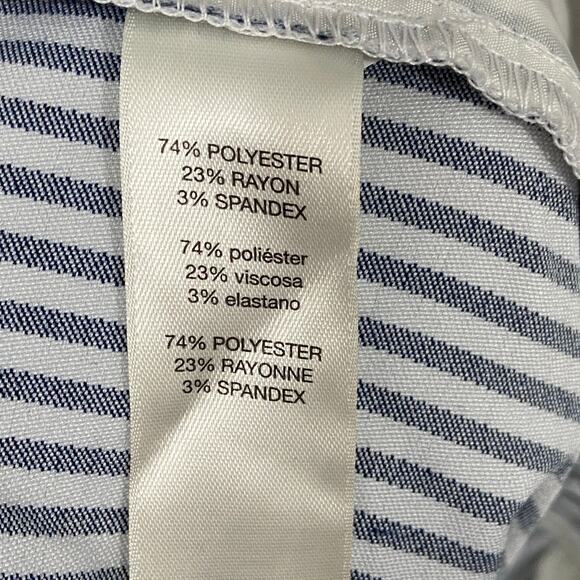 74% POLYESTER
23% RAYON
3% SPANDEX
74% poliéster
23% viscosa
3% elastano
74% POLYESTER
23% RAYONNE
3% SPANDEX